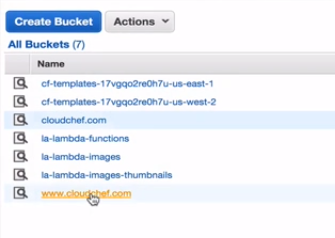 Create Bucket Actions
All Buckets (7)
Name
cf-templates-17vgqo2re0h7u-us-east-1
cf-templates-17vgqo2re0h7u-us-west-2
cloudchef.com
la-lambda-functions
la-lambda-images
la-lambda-images-thumbnails
www.cloudchef.com